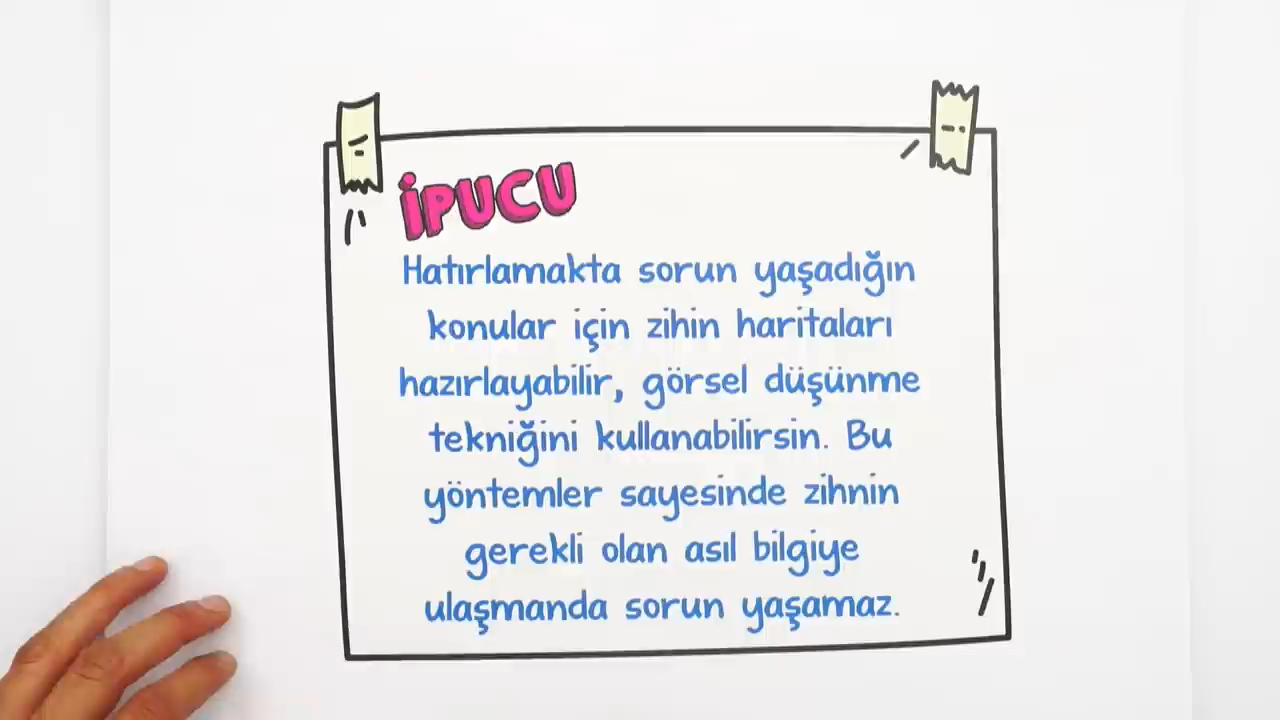 İPUCU
Hatırlamakta sorun yaşadığın
konular için zihin haritaları
hazırlayabilir, görsel düşünme
tekniğini kullanabilirsin. Bu
yöntemler sayesinde zihnin
gerekli olan asıl bilgiye
ulaşmanda sorun yaşamaz.